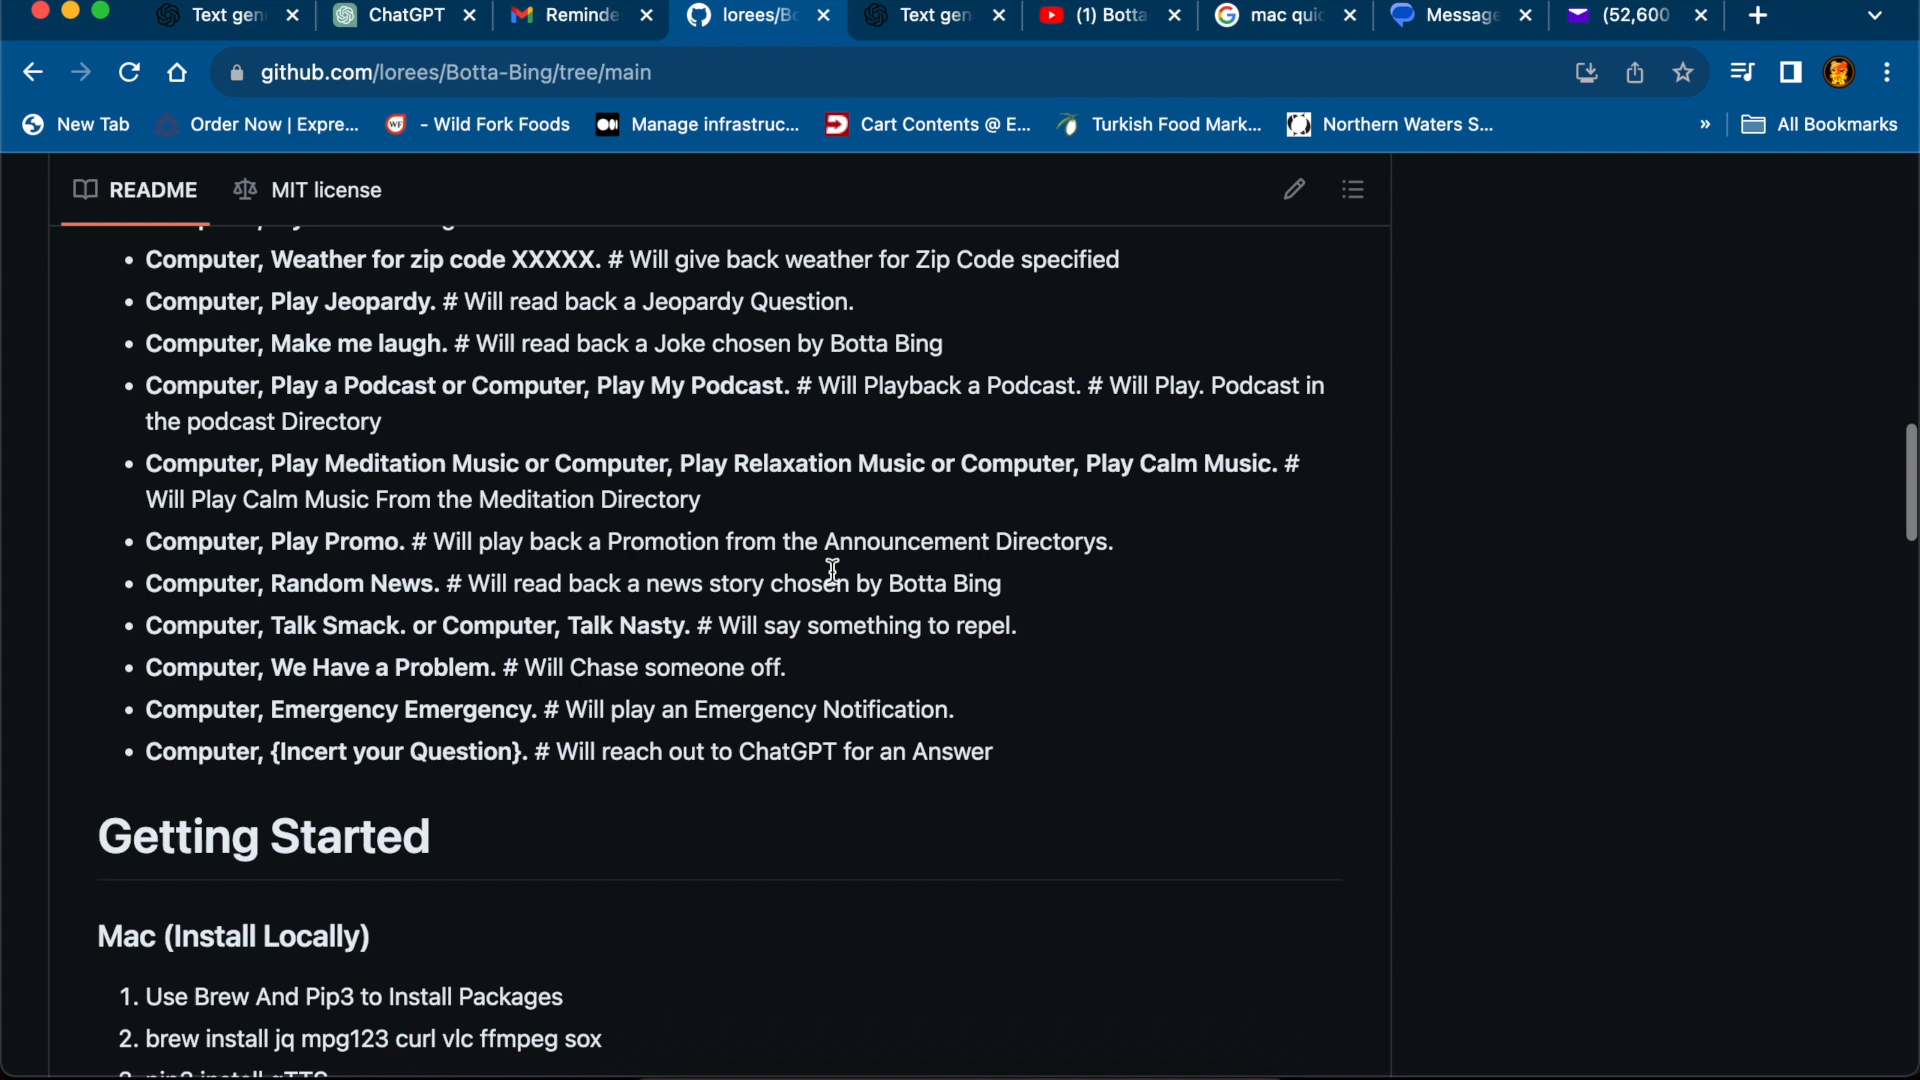 Text gen
ChatGPT
Reminde
lorees/Bo
Text gen
(1) Botta
mac quic
Message
(52,600
github.com/lorees/Botta-Bing/tree/main
New Tab
Order Now | Expre...
- Wild Fork Foods
Manage infrastruc...
Cart Contents @ E...
Turkish Food Mark...
Northern Waters S...
»
All Bookmarks
README
MIT license
• Computer, Weather for zip code XXXXX. # Will give back weather for Zip Code specified
• Computer, Play Jeopardy. # Will read back a Jeopardy Question.
• Computer, Make me laugh. # Will read back a Joke chosen by Botta Bing
• Computer, Play a Podcast or Computer, Play My Podcast. # Will Playback a Podcast. # Will Play. Podcast in
the podcast Directory
• Computer, Play Meditation Music or Computer, Play Relaxation Music or Computer, Play Calm Music. #
Will Play Calm Music From the Meditation Directory
• Computer, Play Promo. # Will play back a Promotion from the Announcement Directorys.
• Computer, Random News. # Will read back a news story chosen by Botta Bing
• Computer, Talk Smack. or Computer, Talk Nasty. # Will say something to repel.
• Computer, We Have a Problem. # Will Chase someone off.
• Computer, Emergency Emergency. # Will play an Emergency Notification.
• Computer, {Incert your Question}. # Will reach out to ChatGPT for an Answer
Getting Started
Mac (Install Locally)
1. Use Brew And Pip3 to Install Packages
2. brew install jq mpg123 curl vlc ffmpeg sox
3. pip3 install gTTS